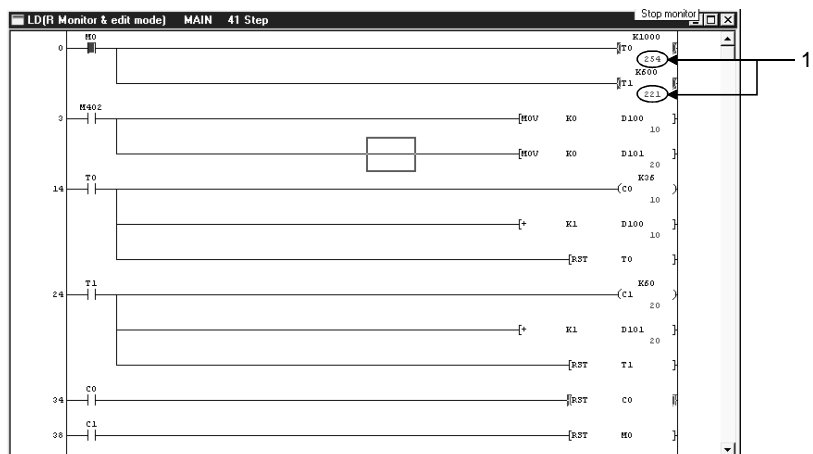 LD(R Monitor & edit mode) MAIN 41 Step
Stop monitor
M0 K1000
0 T0
254
1
K600
T1
221
M402
3 [MOV K0 D100 ]
10
[MOV K0 D101 ]
20
T0 K36
14 (C0 )
10
[+ K1 D100 ]
10
[RST T0 ]
T1 K60
24 (C1 )
20
[+ K1 D101 ]
20
[RST T1 ]
C0
34 [RST C0 ]
C1
38 [RST M0 ]